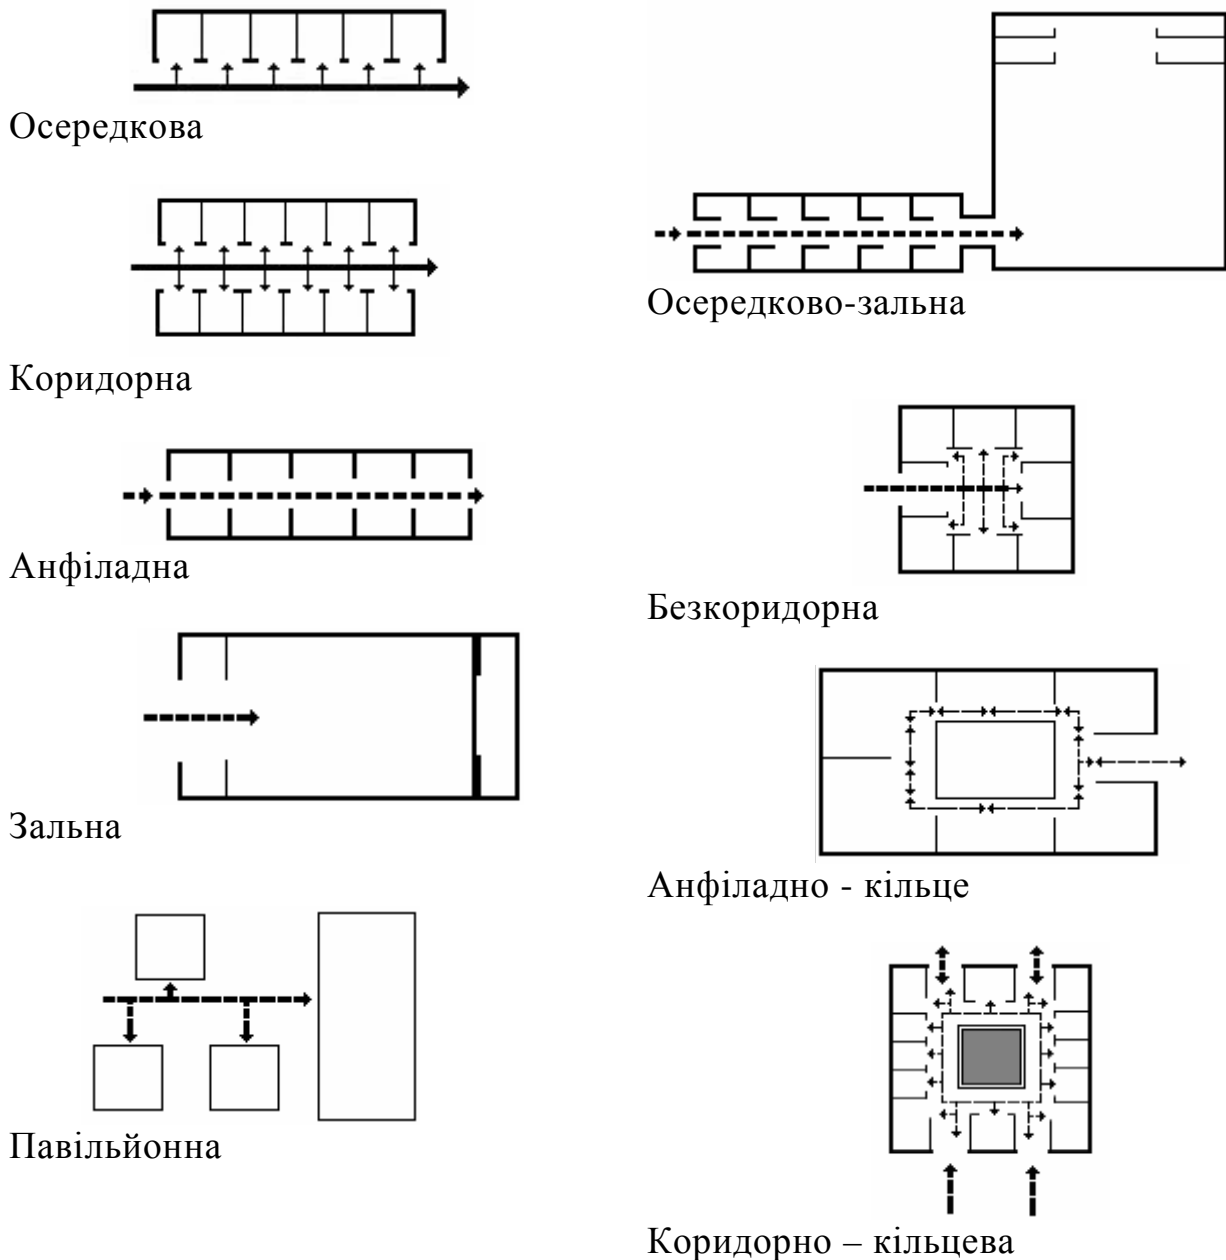 Осередкова
Коридорна
Анфіладна
Зальна
Павільйонна
Осередково-зальна
Безкоридорна
Анфіладно - кільце
Коридорно – кільцева